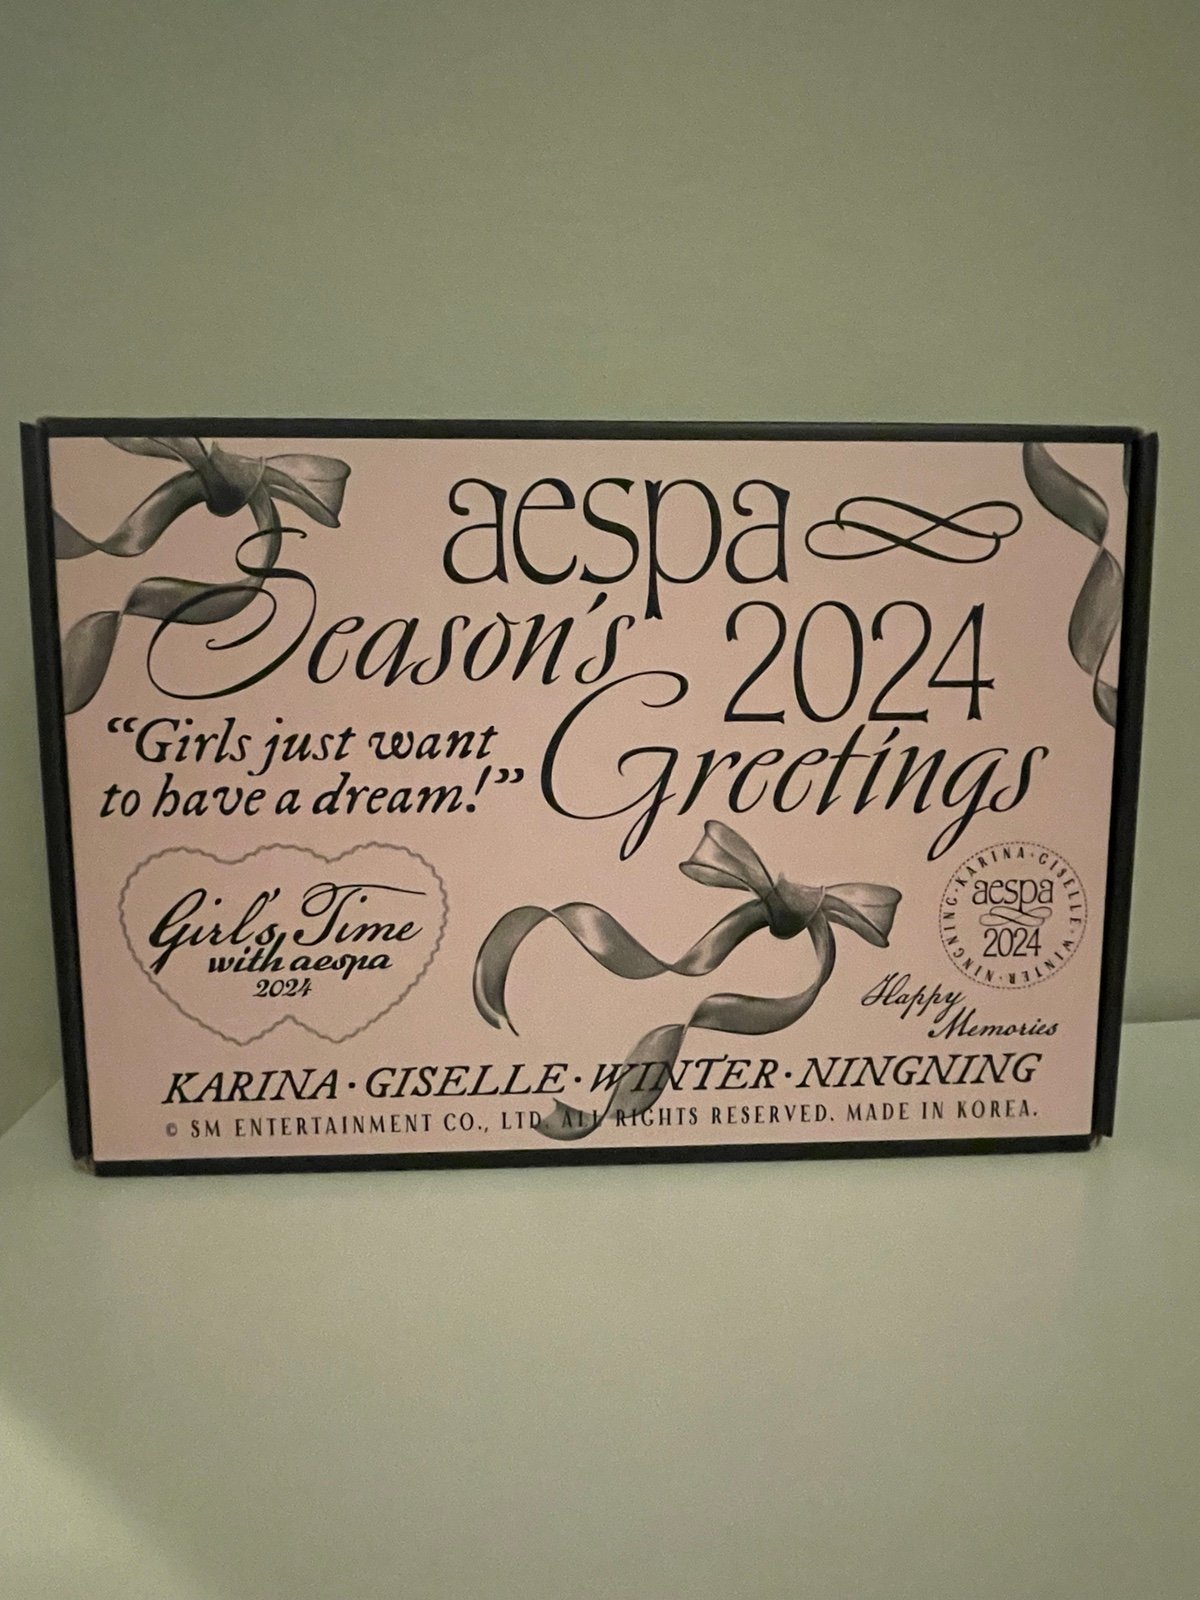 aespa
Season's 2024
Greetings
“Girls just want
to have a dream!”
Girl's Time
with aespa
2024
KARINA · GISELLE · WINTER · NINGNING ·
aespa
2024
Happy
Memories
KARINA · GISELLE · WINTER · NINGNING
© SM ENTERTAINMENT CO., LTD. ALL RIGHTS RESERVED. MADE IN KOREA.